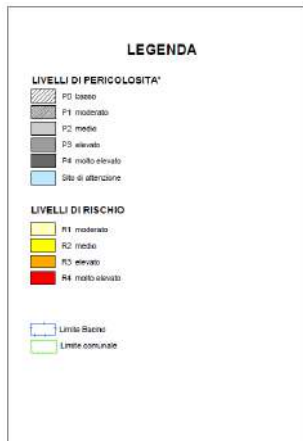 LEGENDA
LIVELLI DI PERICOLOSITA'
P0 basso
P1 moderato
P2 medio
P3 elevato
P4 molto elevato
Sito di attenzione
LIVELLI DI RISCHIO
R1 moderato
R2 medio
R3 elevato
R4 molto elevato
Limite Bacino
Limite comunale